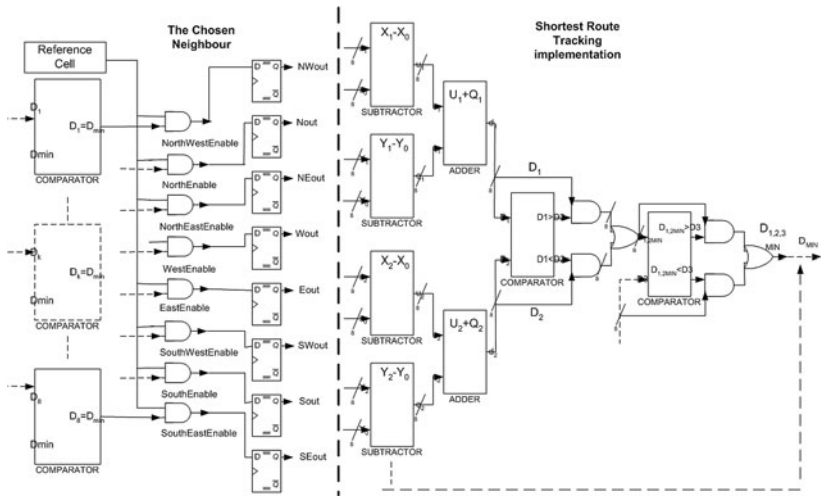 The Chosen
Neighbour
Reference
Cell
D1
D1=Dmin
Dmin
COMPARATOR
Dk
Dk=Dmin
Dmin
COMPARATOR
D8
D8=Dmin
Dmin
COMPARATOR
NorthWestEnable
NorthEnable
NorthEastEnable
WestEnable
EastEnable
SouthWestEnable
SouthEnable
SouthEastEnable
D Q
Q
NWout
D Q
Q
Nout
D Q
Q
NEout
D Q
Q
Wout
D Q
Q
Eout
D Q
Q
SWout
D Q
Q
Sout
D Q
Q
SEout
Shortest Route
Tracking
implementation
X1-X0
SUBTRACTOR
Y1-Y0
SUBTRACTOR
X2-X0
SUBTRACTOR
Y2-Y0
SUBTRACTOR
U1+Q1
ADDER
U2+Q2
ADDER
D1
D1>D2
D1<D2
COMPARATOR
D2
D1,2MIN
D1,2MIN>D3
D1,2MIN<D3
COMPARATOR
D1,2,3
MIN
DMIN